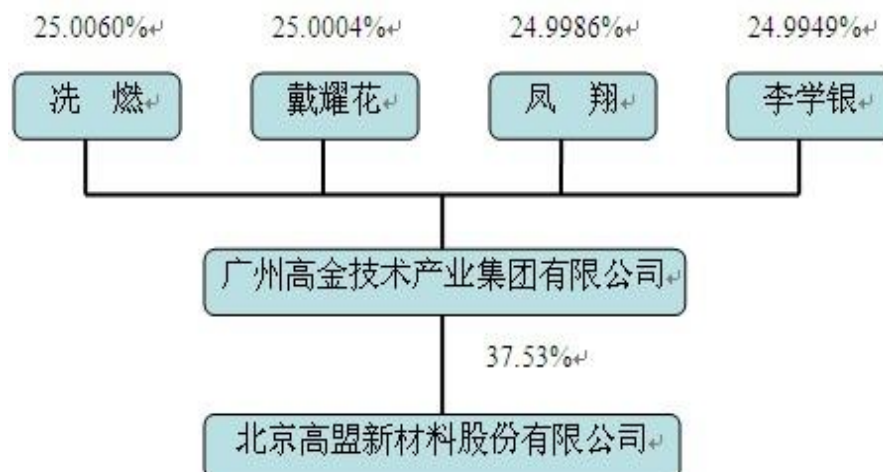 25.0060% 25.0004% 24.9986% 24.9949%
冼 燃 戴耀花 凤 翔 李学银
广州高金技术产业集团有限公司
37.53%
北京高盟新材料股份有限公司